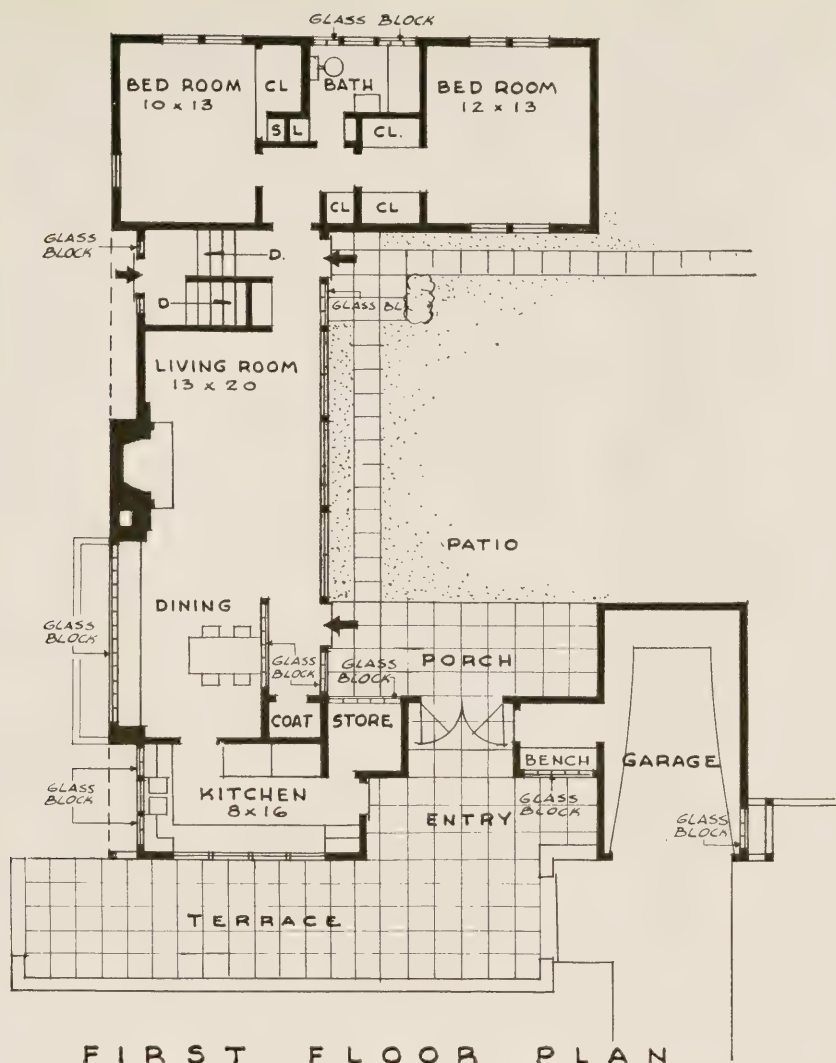 GLASS BLOCK
BED ROOM
10 x 13
CL
BATH
BED ROOM
12 x 13
S L
CL.
CL
CL
GLASS
BLOCK
D.
GLASS BL
D
LIVING ROOM
13 x 20
PATIO
DINING
GLASS
BLOCK
GLASS
BLOCK
GLASS
BLOCK
PORCH
COAT
STORE
GLASS
BLOCK
KITCHEN
8 x 16
BENCH
GARAGE
GLASS
BLOCK
ENTRY
GLASS
BLOCK
TERRACE
FIRST FLOOR PLAN